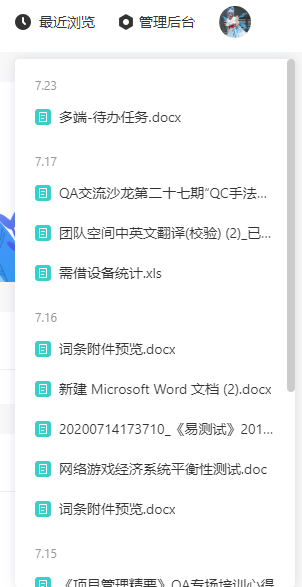 最近浏览 管理后台
7.23
多端-待办任务.docx
7.17
QA交流沙龙第二十七期“QC手法...
团队空间中英文翻译(校验) (2)_已...
需借设备统计.xls
7.16
词条附件预览.docx
新建 Microsoft Word 文档 (2).docx
20200714173710_《易测试》201...
网络游戏经济系统平衡性测试.doc
词条附件预览.docx
7.15
《项目管理精要》QA专场培训心得